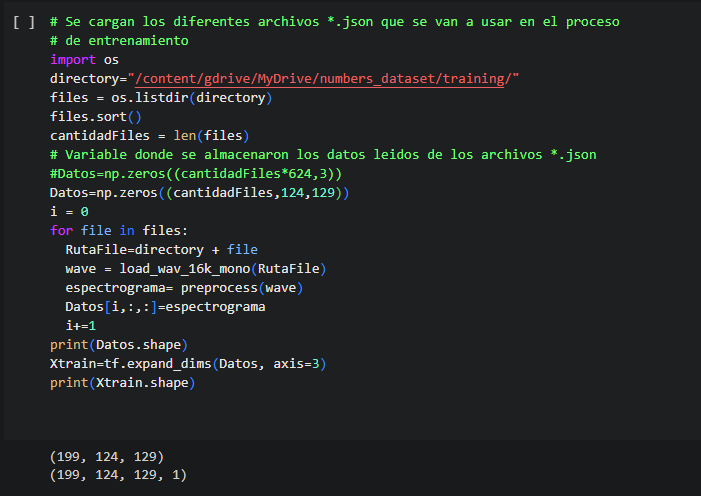 [ ] # Se cargan los diferentes archivos *.json que se van a usar en el proceso
# de entrenamiento
import os
directory="/content/gdrive/MyDrive/numbers_dataset/training/"
files = os.listdir(directory)
files.sort()
cantidadFiles = len(files)
# Variable donde se almacenaron los datos leidos de los archivos *.json
#Datos=np.zeros((cantidadFiles*624,3))
Datos=np.zeros((cantidadFiles,124,129))
i = 0
for file in files:
  RutaFile=directory + file
  wave = load_wav_16k_mono(RutaFile)
  espectrograma= preprocess(wave)
  Datos[i,:,:]=espectrograma
  i+=1
print(Datos.shape)
Xtrain=tf.expand_dims(Datos, axis=3)
print(Xtrain.shape)
(199, 124, 129)
(199, 124, 129, 1)